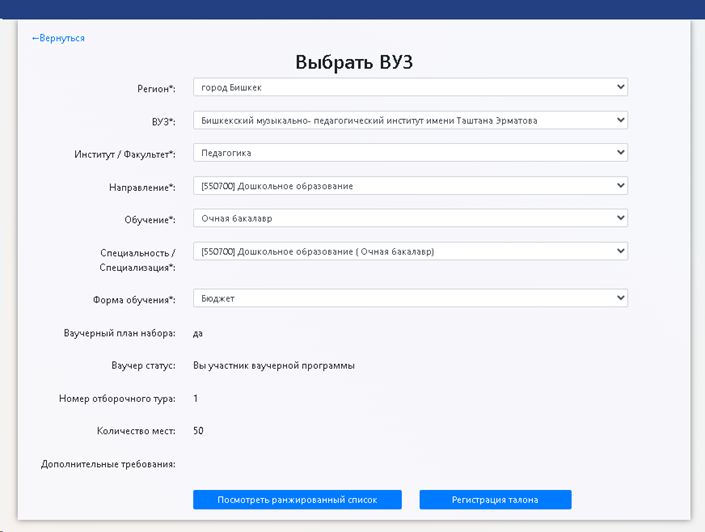 ←Вернуться
Выбрать ВУЗ
Регион*: город Бишкек
ВУЗ*: Бишкекский музыкально- педагогический институт имени Таштана Эрматова
Институт / Факультет*: Педагогика
Направление*: [550700] Дошкольное образование
Обучение*: Очная бакалавр
Специальность / Специализация*: [550700] Дошкольное образование ( Очная бакалавр)
Форма обучения*: Бюджет
Ваучерный план набора: да
Ваучер статус: Вы участник ваучерной программы
Номер отборочного тура: 1
Количество мест: 50
Дополнительные требования:
Посмотреть ранжированный список Регистрация талона